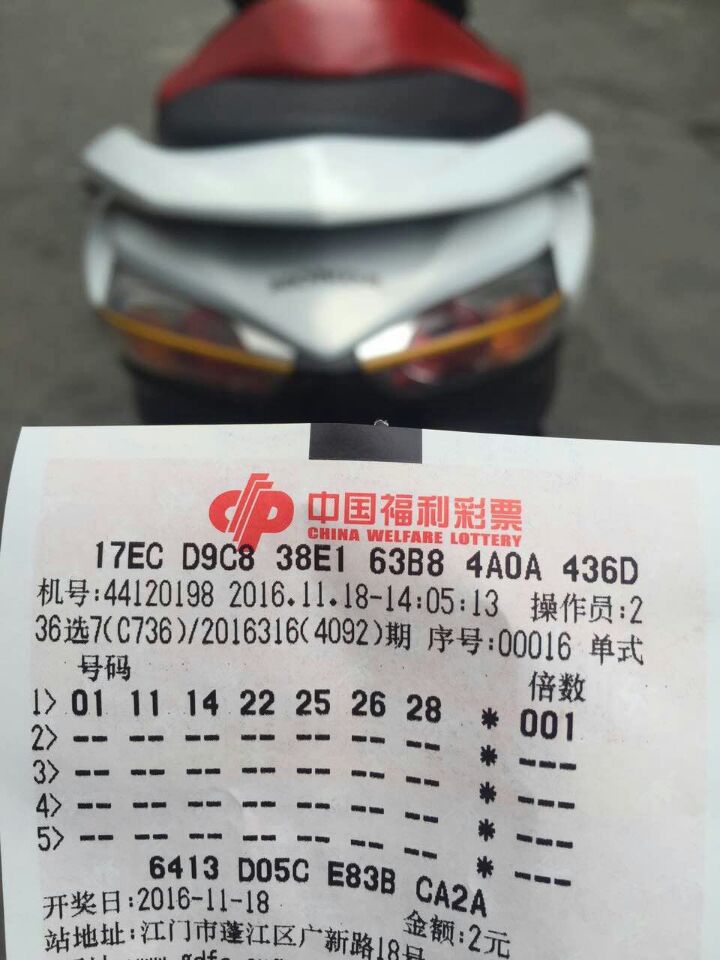 中国福利彩票
CHINA WELFARE LOTTERY
17EC D9C8 38E1 63B8 4A0A 436D
机号:44120198 2016.11.18-14:05:13 操作员:2
36选7(C736)/2016316(4092)期 序号:00016 单式
号码 倍数
1> 01 11 14 22 25 26 28 * 001
2> -- -- -- -- -- -- -- * ---
3> -- -- -- -- -- -- -- * ---
4> -- -- -- -- -- -- -- * ---
5> -- -- -- -- -- -- -- * ---
6413 D05C E83B CA2A
开奖日:2016-11-18 金额:2元
站地址:江门市蓬江区广新路18号